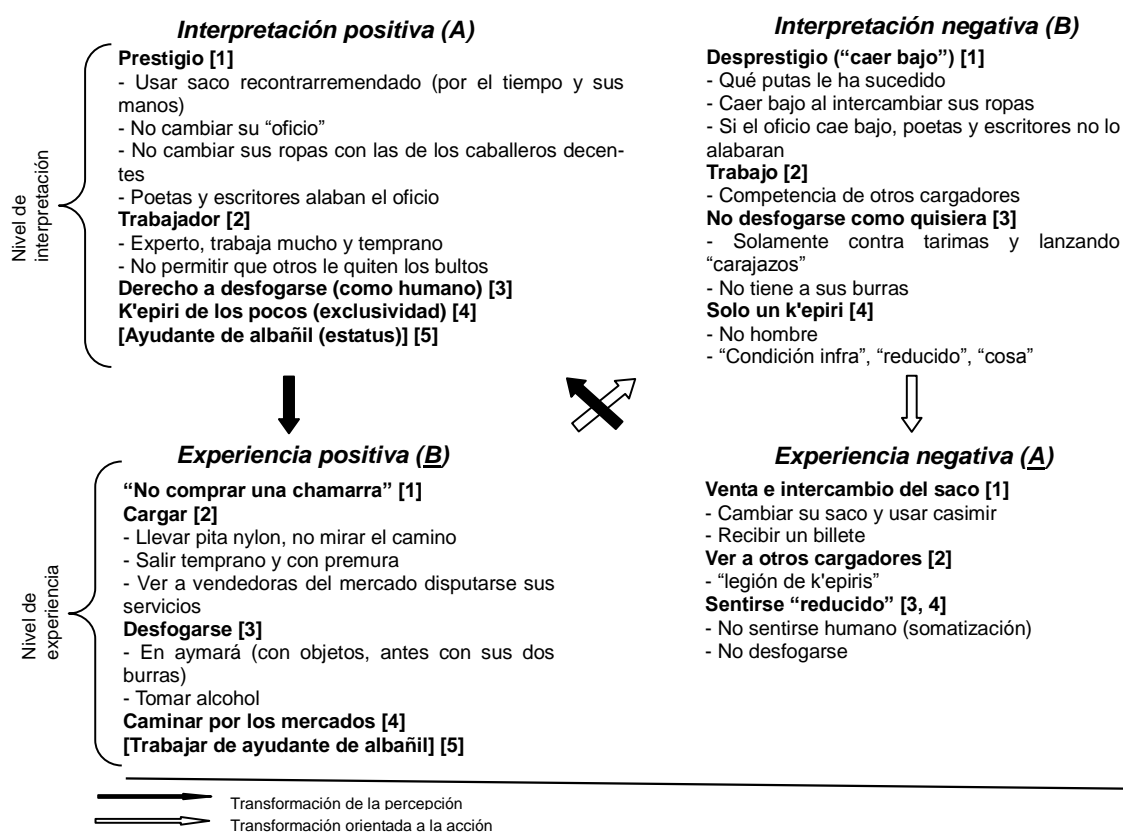 Interpretación positiva (A)
Prestigio [1]
- Usar saco recontrarremendado (por el tiempo y sus
manos)
- No cambiar su “oficio”
- No cambiar sus ropas con las de los caballeros decen-
tes
- Poetas y escritores alaban el oficio
Trabajador [2]
- Experto, trabaja mucho y temprano
- No permitir que otros le quiten los bultos
Derecho a desfogarse (como humano) [3]
K'epiri de los pocos (exclusividad) [4]
[Ayudante de albañil (estatus)] [5]
Nivel de
interpretación
Interpretación negativa (B)
Desprestigio (“caer bajo”) [1]
- Qué putas le ha sucedido
- Caer bajo al intercambiar sus ropas
- Si el oficio cae bajo, poetas y escritores no lo
alabaran
Trabajo [2]
- Competencia de otros cargadores
No desfogarse como quisiera [3]
- Solamente contra tarimas y lanzando
“carajazos”
- No tiene a sus burras
Solo un k'epiri [4]
- No hombre
- “Condición infra”, “reducido”, “cosa”
Experiencia positiva (B)
“No comprar una chamarra” [1]
Cargar [2]
- Llevar pita nylon, no mirar el camino
- Salir temprano y con premura
- Ver a vendedoras del mercado disputarse sus
servicios
Desfogarse [3]
- En aymará (con objetos, antes con sus dos
burras)
- Tomar alcohol
Caminar por los mercados [4]
[Trabajar de ayudante de albañil] [5]
Nivel de
experiencia
Experiencia negativa (A)
Venta e intercambio del saco [1]
- Cambiar su saco y usar casimir
- Recibir un billete
Ver a otros cargadores [2]
- “legión de k'epiris”
Sentirse “reducido” [3, 4]
- No sentirse humano (somatización)
- No desfogarse
Transformación de la percepción
Transformación orientada a la acción